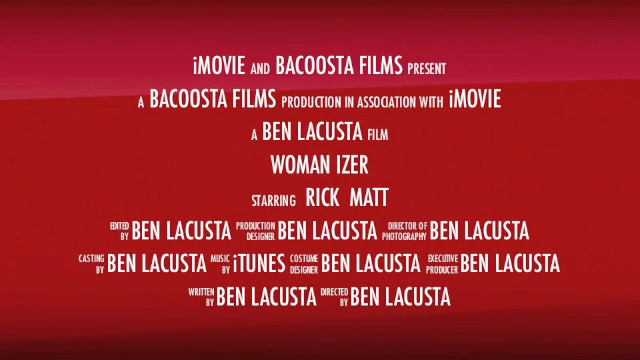 iMOVIE AND BACOOSTA FILMS PRESENT
A BACOOSTA FILMS PRODUCTION IN ASSOCIATION WITH iMOVIE
A BEN LACUSTA FILM
WOMAN IZER
STARRING RICK MATT
EDITED BY BEN LACUSTA PRODUCTION DESIGNER BEN LACUSTA DIRECTOR OF PHOTOGRAPHY BEN LACUSTA
CASTING BY BEN LACUSTA MUSIC BY iTUNES COSTUME DESIGNER BEN LACUSTA EXECUTIVE PRODUCER BEN LACUSTA
WRITTEN BY BEN LACUSTA DIRECTED BY BEN LACUSTA